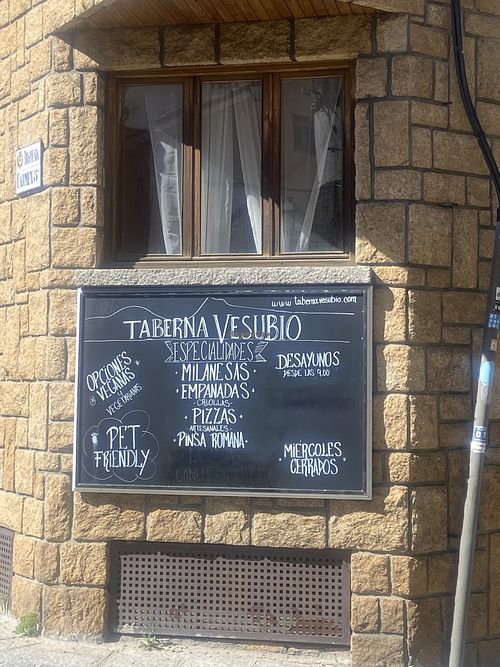 www.tabernavesubio.com
TABERNA VESUBIO
ESPECIALIDADES
MILANESAS
EMPANADAS
CRIOLLAS
PIZZAS
ARTESANALES
PINSA ROMANA
OPCIONES
VEGANAS
Y
VEGETARIANAS
PET
FRIENDLY
DESAYUNOS
DESDE LAS 9.00
MIÉRCOLES
CERRADOS